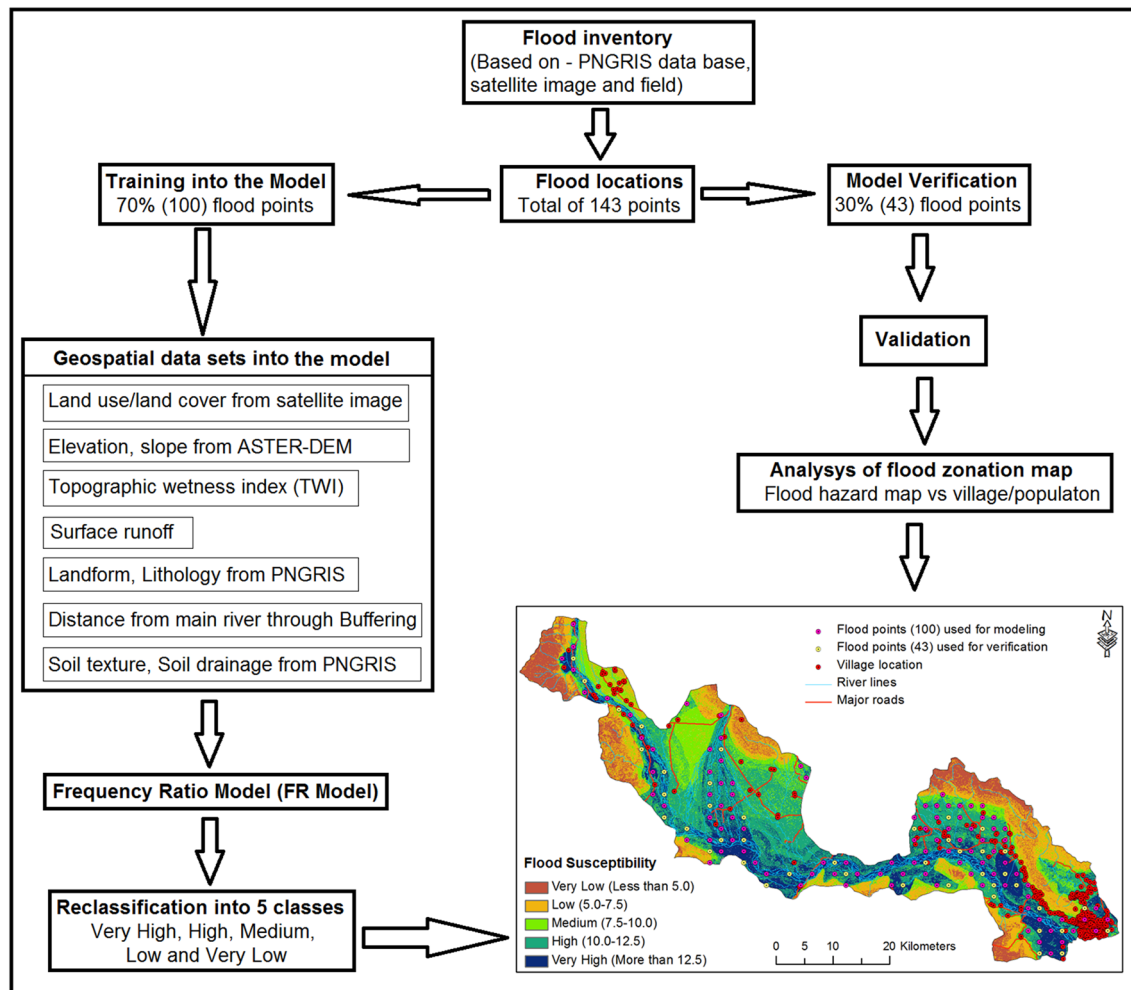 Flood inventory
(Based on - PNGRIS data base,
satellite image and field)
Training into the Model
70% (100) flood points
Flood locations
Total of 143 points
Model Verification
30% (43) flood points
Geospatial data sets into the model
Land use/land cover from satellite image
Elevation, slope from ASTER-DEM
Topographic wetness index (TWI)
Surface runoff
Landform, Lithology from PNGRIS
Distance from main river through Buffering
Soil texture, Soil drainage from PNGRIS
Frequency Ratio Model (FR Model)
Reclassification into 5 classes
Very High, High, Medium,
Low and Very Low
Validation
Analysys of flood zonation map
Flood hazard map vs village/populaton
Flood points (100) used for modeling
Flood points (43) used for verification
Village location
River lines
Major roads
N
Flood Susceptibility
Very Low (Less than 5.0)
Low (5.0-7.5)
Medium (7.5-10.0)
High (10.0-12.5)
Very High (More than 12.5)
0 5 10 20 Kilometers